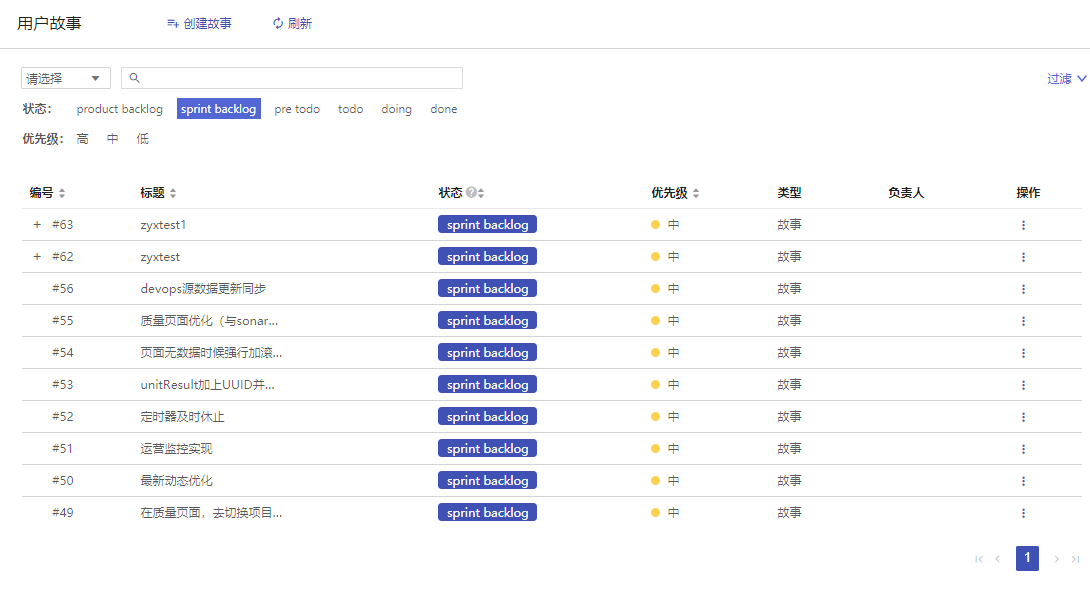 用户故事 创建故事 刷新
请选择 过滤
状态： product backlog sprint backlog pre todo todo doing done
优先级： 高 中 低
编号 标题 状态 优先级 类型 负责人 操作
+ #63 zyxtest1 sprint backlog 中 故事
+ #62 zyxtest sprint backlog 中 故事
#56 devops源数据更新同步 sprint backlog 中 故事
#55 质量页面优化（与sonar... sprint backlog 中 故事
#54 页面无数据时候强行加滚... sprint backlog 中 故事
#53 unitResult加上UUID并... sprint backlog 中 故事
#52 定时器及时休止 sprint backlog 中 故事
#51 运营监控实现 sprint backlog 中 故事
#50 最新动态优化 sprint backlog 中 故事
#49 在质量页面，去切换项目... sprint backlog 中 故事
1